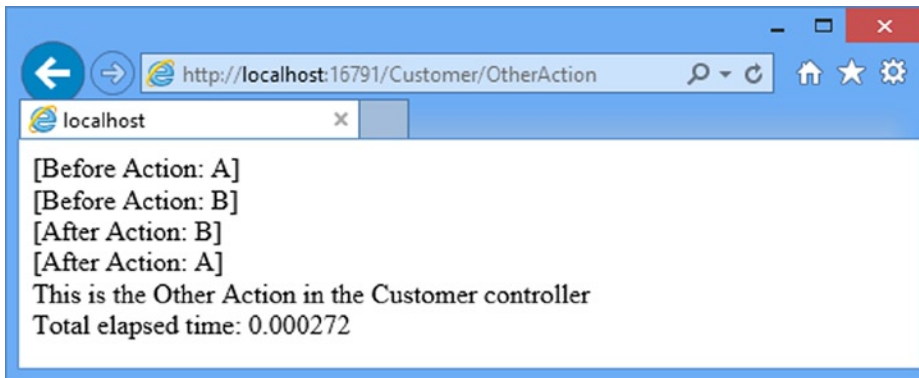 http://localhost:16791/Customer/OtherAction
localhost
[Before Action: A]
[Before Action: B]
[After Action: B]
[After Action: A]
This is the Other Action in the Customer controller
Total elapsed time: 0.000272